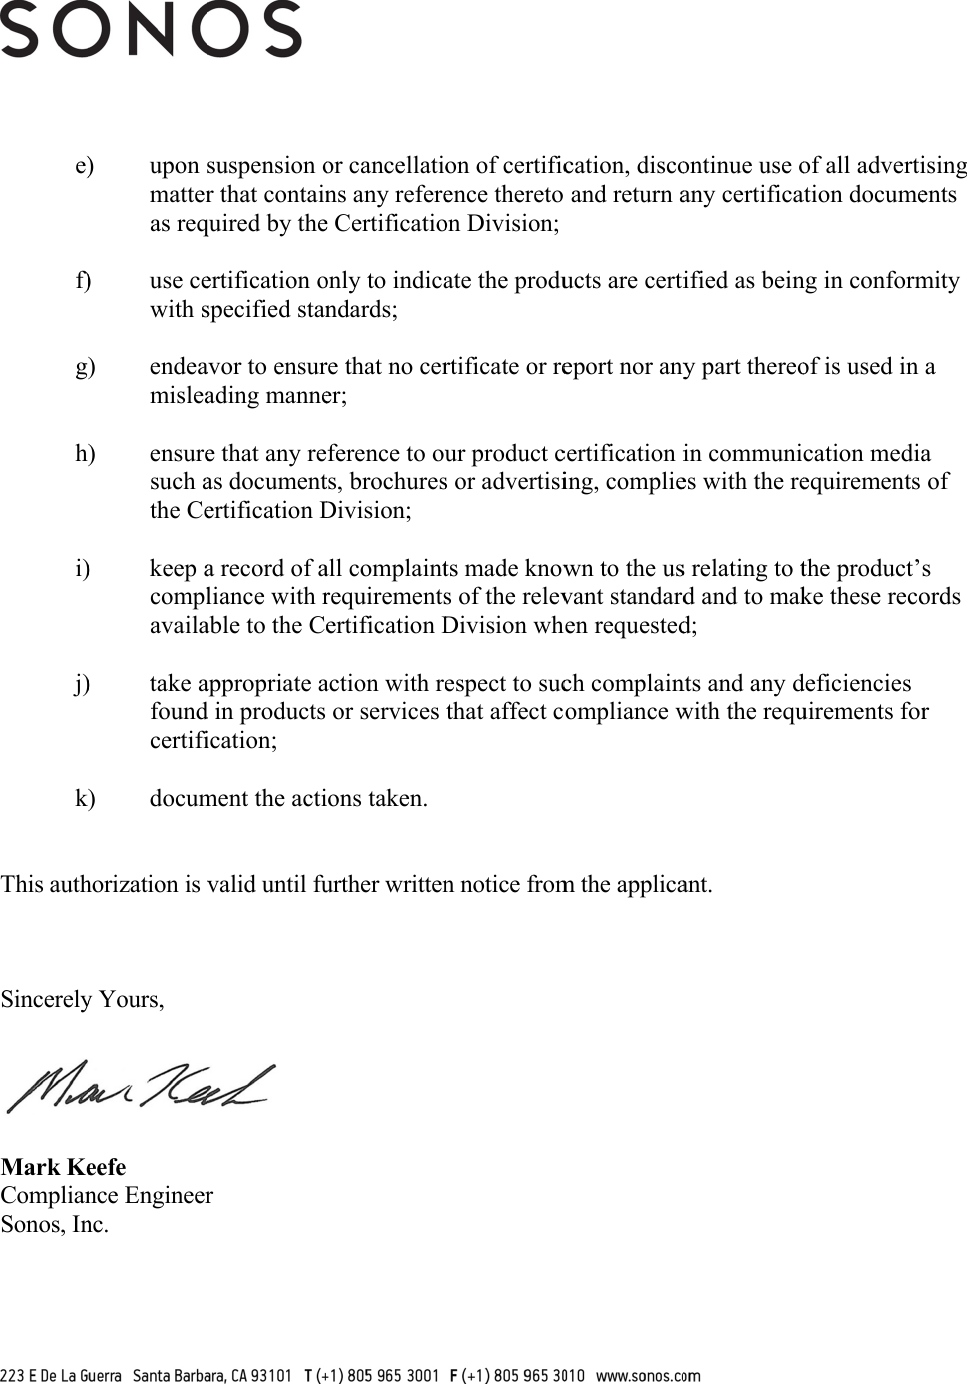 SONOS
e) upon suspension or cancellation of certification, discontinue use of all advertising
matter that contains any reference thereto and return any certification documents
as required by the Certification Division;
f) use certification only to indicate the products are certified as being in conformity
with specified standards;
g) endeavor to ensure that no certificate or report nor any part thereof is used in a
misleading manner;
h) ensure that any reference to our product certification in communication media
such as documents, brochures or advertising, complies with the requirements of
the Certification Division;
i) keep a record of all complaints made known to the us relating to the product’s
compliance with requirements of the relevant standard and to make these records
available to the Certification Division when requested;
j) take appropriate action with respect to such complaints and any deficiencies
found in products or services that affect compliance with the requirements for
certification;
k) document the actions taken.
This authorization is valid until further written notice from the applicant.
Sincerely Yours,
Mark Keefe
Mark Keefe
Compliance Engineer
Sonos, Inc.
223 E De La Guerra Santa Barbara, CA 93101 T (+1) 805 965 3001 F (+1) 805 965 3010 www.sonos.com